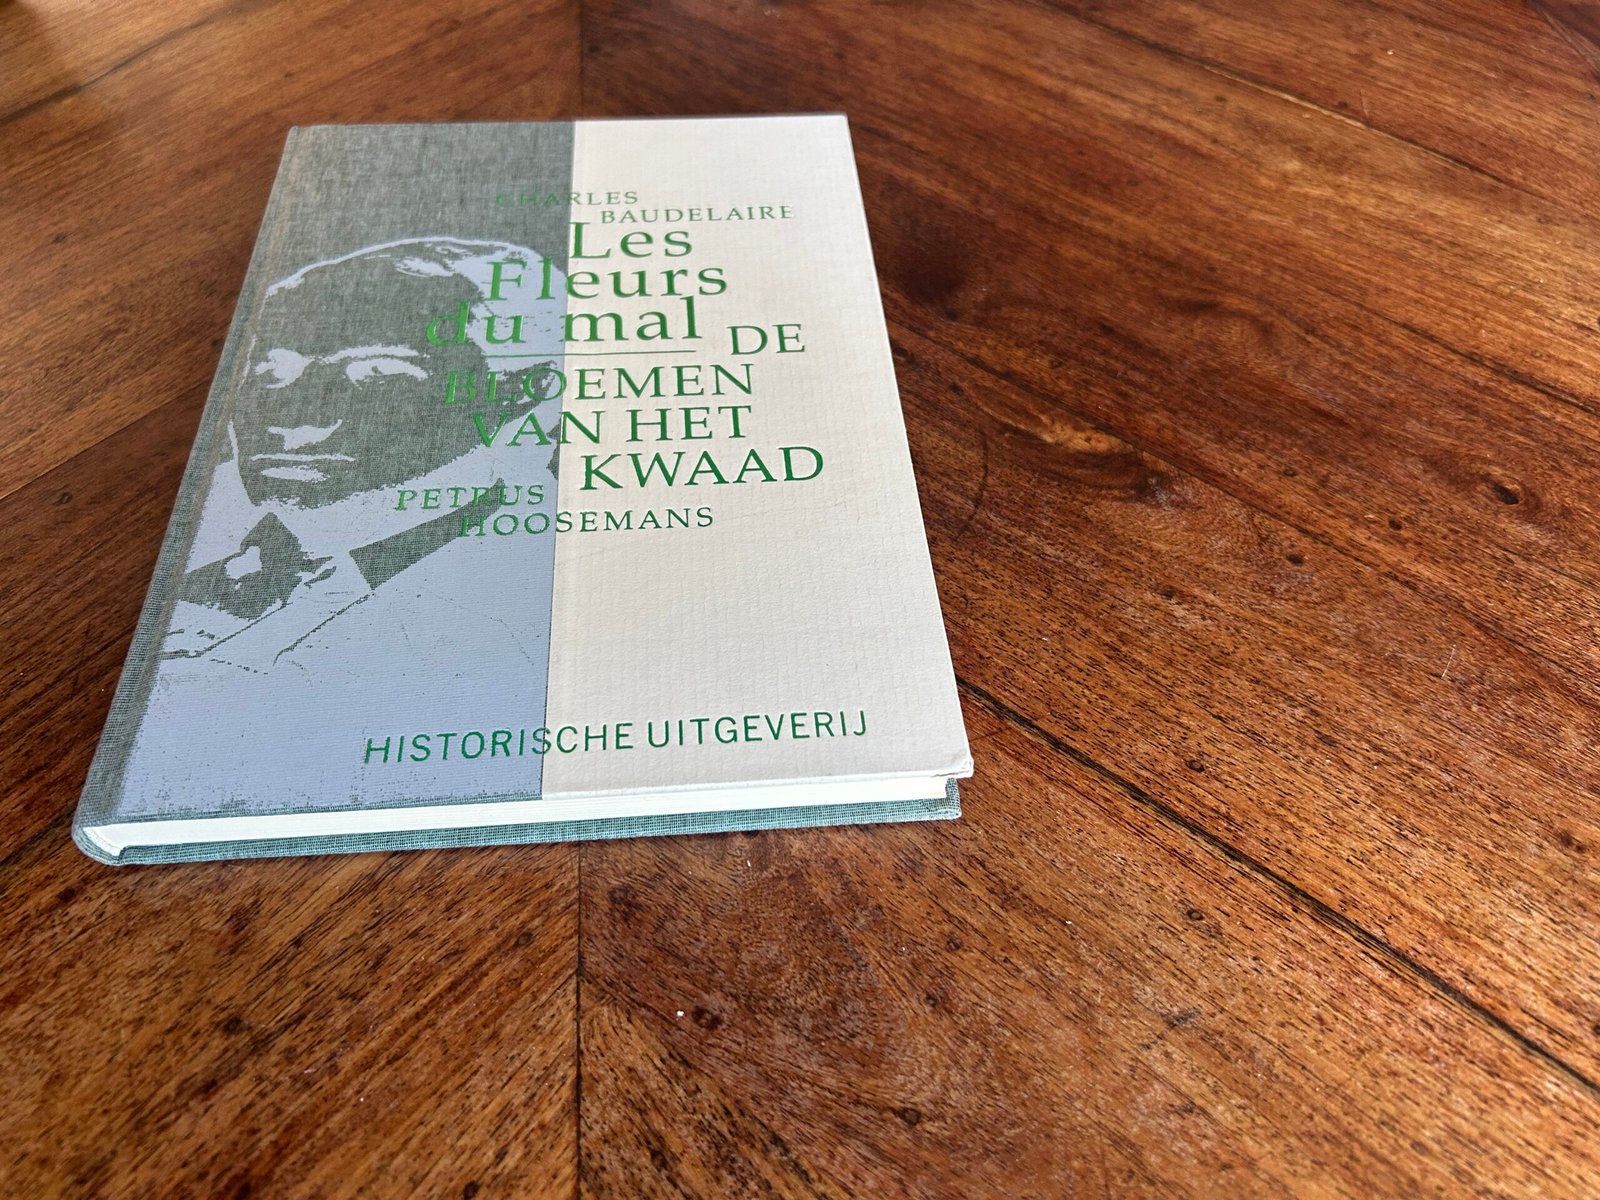 CHARLES
BAUDELAIRE
Les
Fleurs
du mal
DE
BLOEMEN
VAN HET
KWAAD
PETRUS
HOOSEMANS
HISTORISCHE UITGEVERIJ